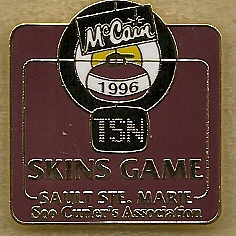 McCain
1996
TSN
SKINS GAME
SAULT STE. MARIE
Soo Curler's Association